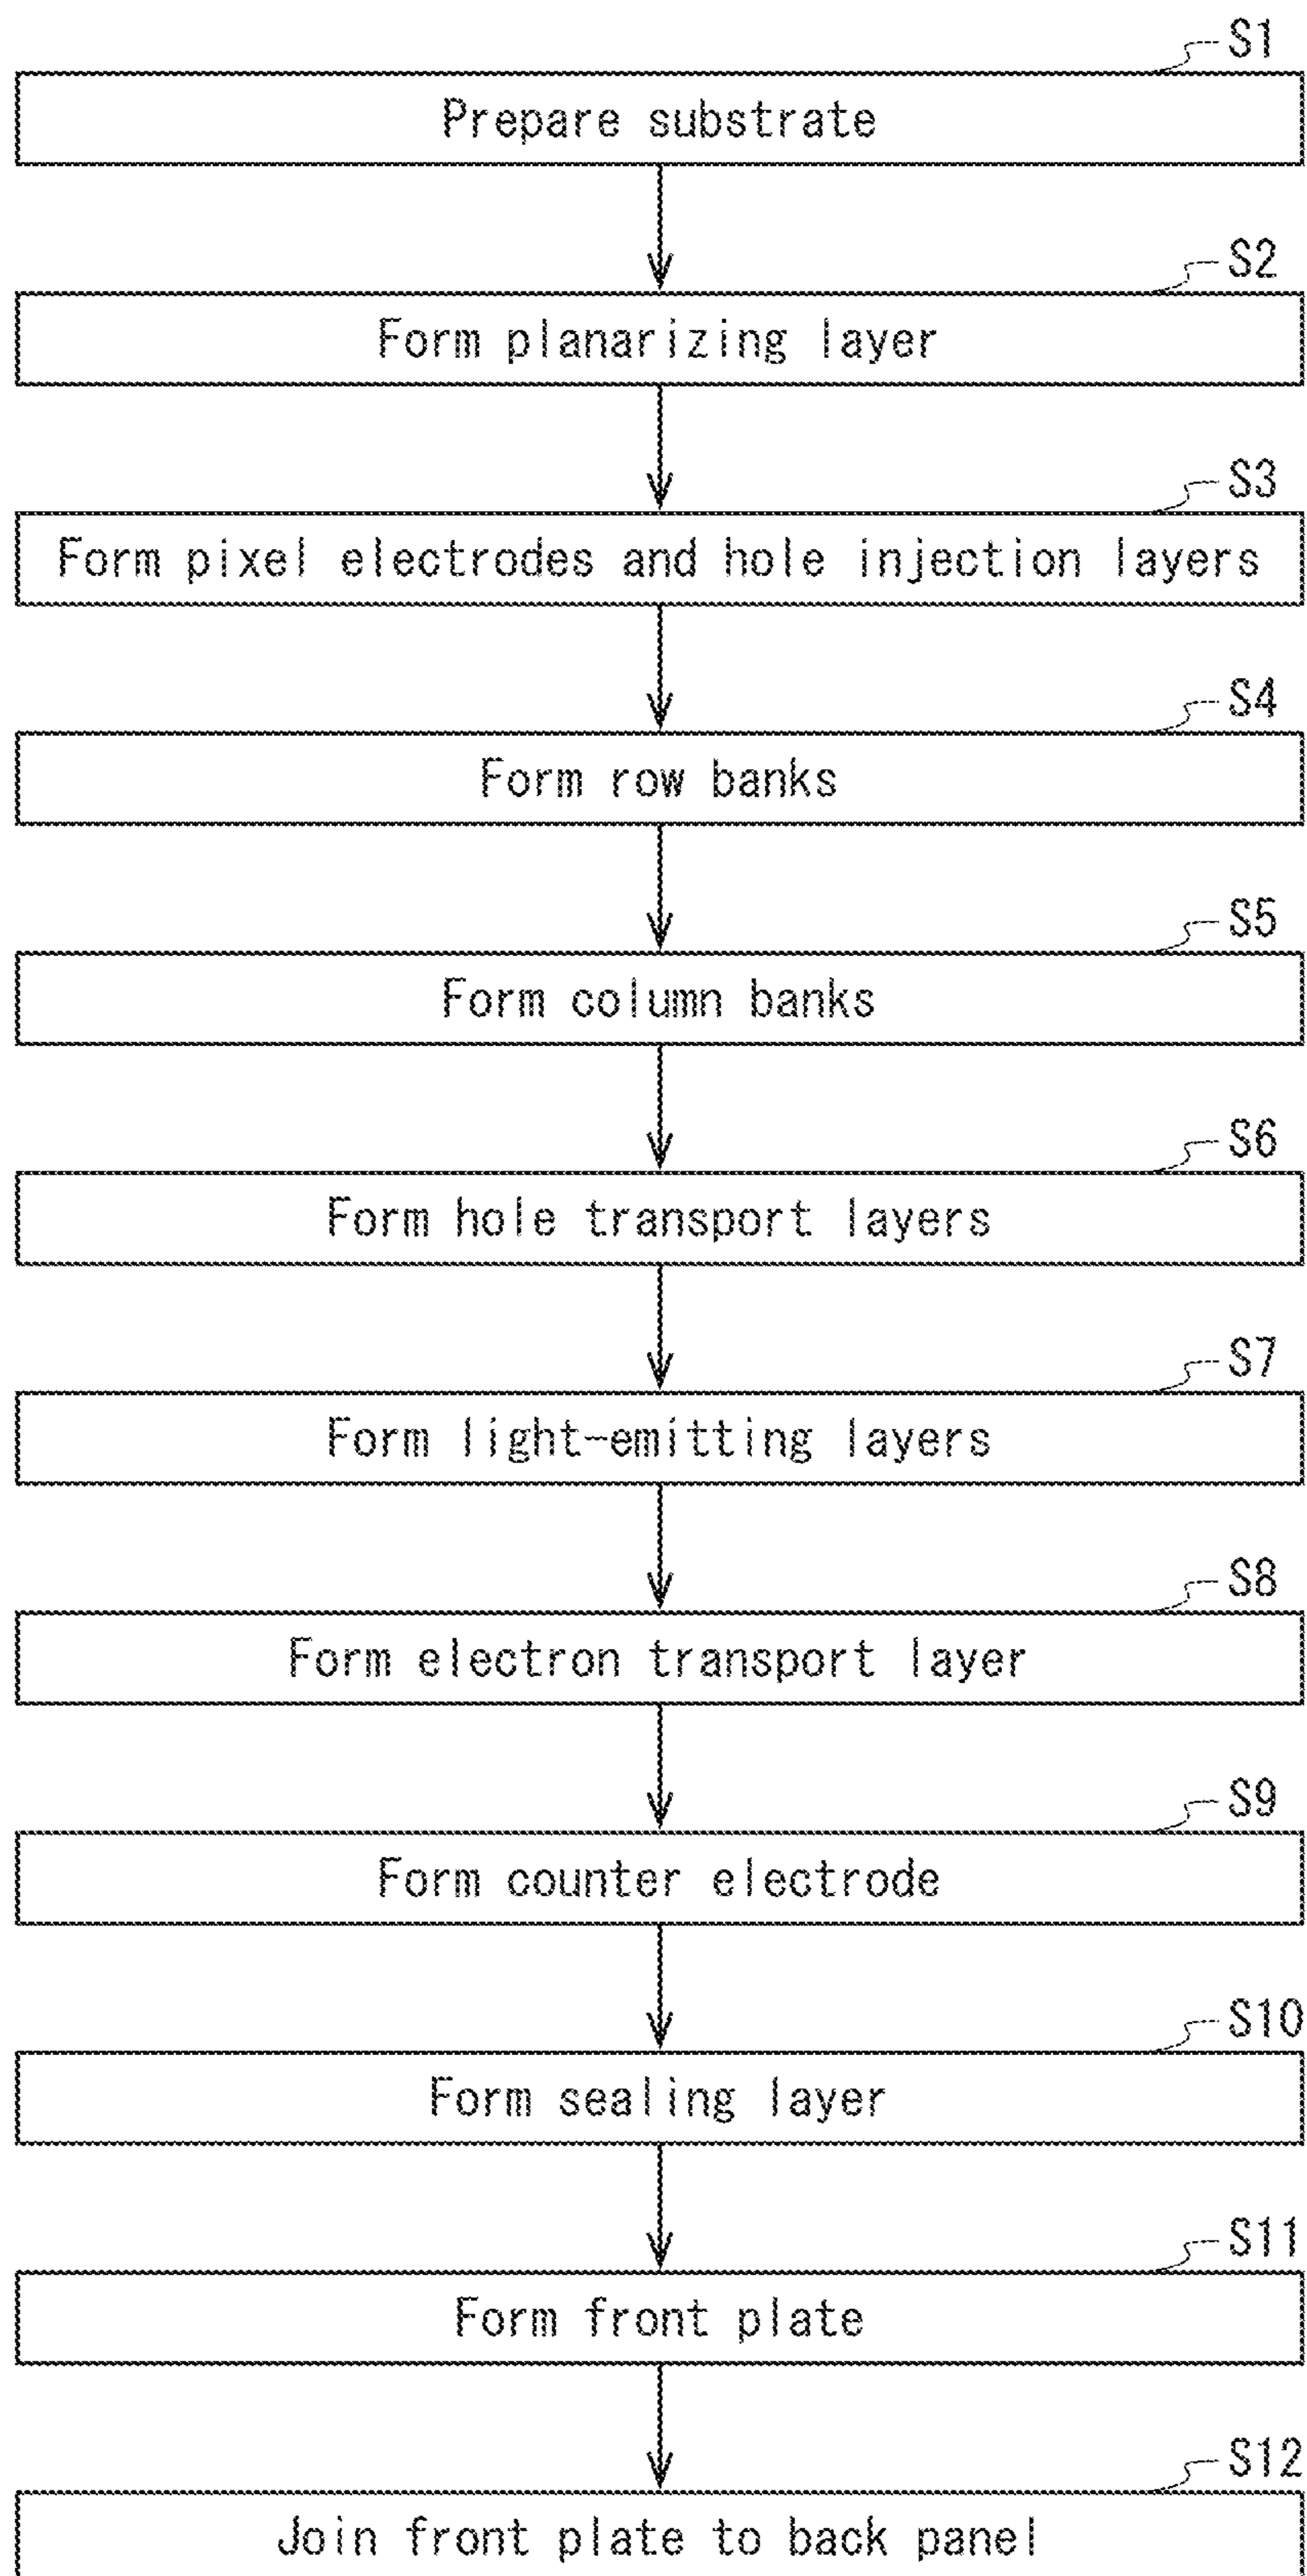 S1
Prepare substrate
S2
Form planarizing layer
S3
Form pixel electrodes and hole injection layers
S4
Form row banks
S5
Form column banks
S6
Form hole transport layers
S7
Form light-emitting layers
S8
Form electron transport layer
S9
Form counter electrode
S10
Form sealing layer
S11
Form front plate
S12
Join front plate to back panel